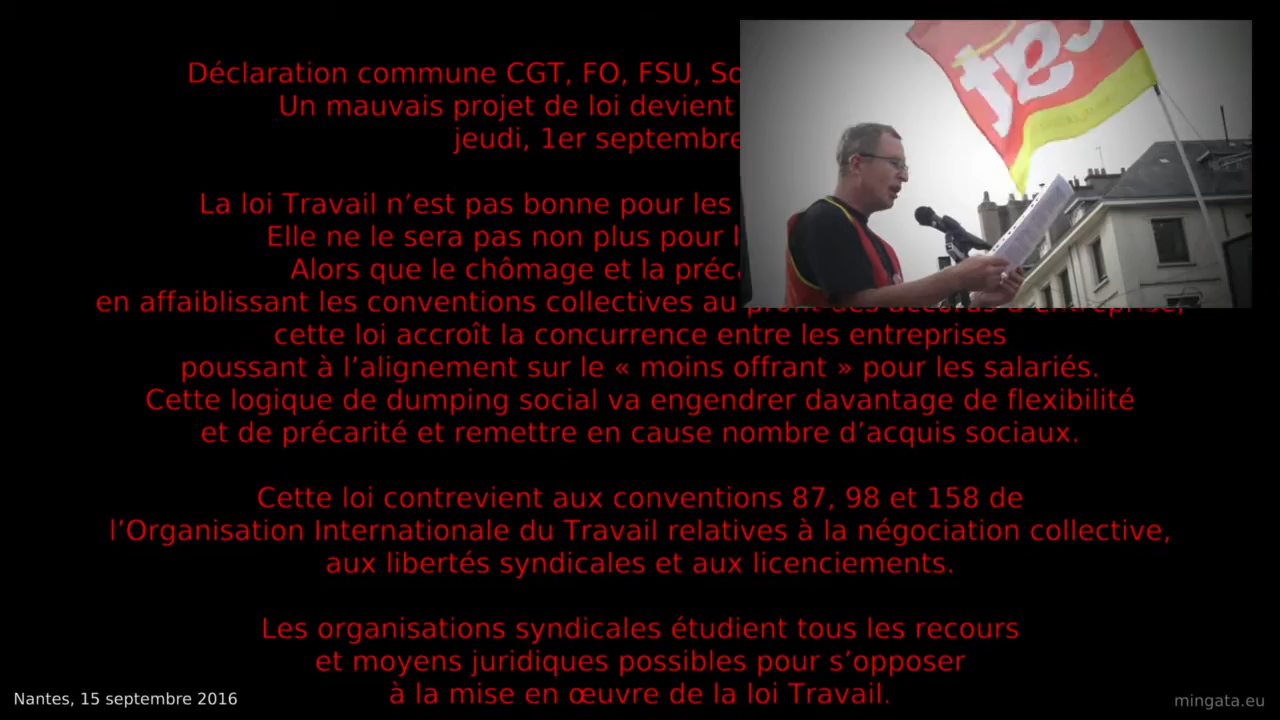 Déclaration commune CGT, FO, FSU,
Un mauvais projet de loi devient
jeudi, 1er septembre
La loi Travail n’est pas bonne pour les
Elle ne le sera pas non plus pour
Alors que le chômage et la
en affaiblissant les conventions collectives au profit des accords d’entreprise,
cette loi accroît la concurrence entre les entreprises
poussant à l’alignement sur le « moins offrant » pour les salariés.
Cette logique de dumping social va engendrer davantage de flexibilité
et de précarité et remettre en cause nombre d’acquis sociaux.
Cette loi contrevient aux conventions 87, 98 et 158 de
l’Organisation Internationale du Travail relatives à la négociation collective,
aux libertés syndicales et aux licenciements.
Les organisations syndicales étudient tous les recours
et moyens juridiques possibles pour s’opposer
à la mise en œuvre de la loi Travail.
Nantes, 15 septembre 2016
mingata.eu